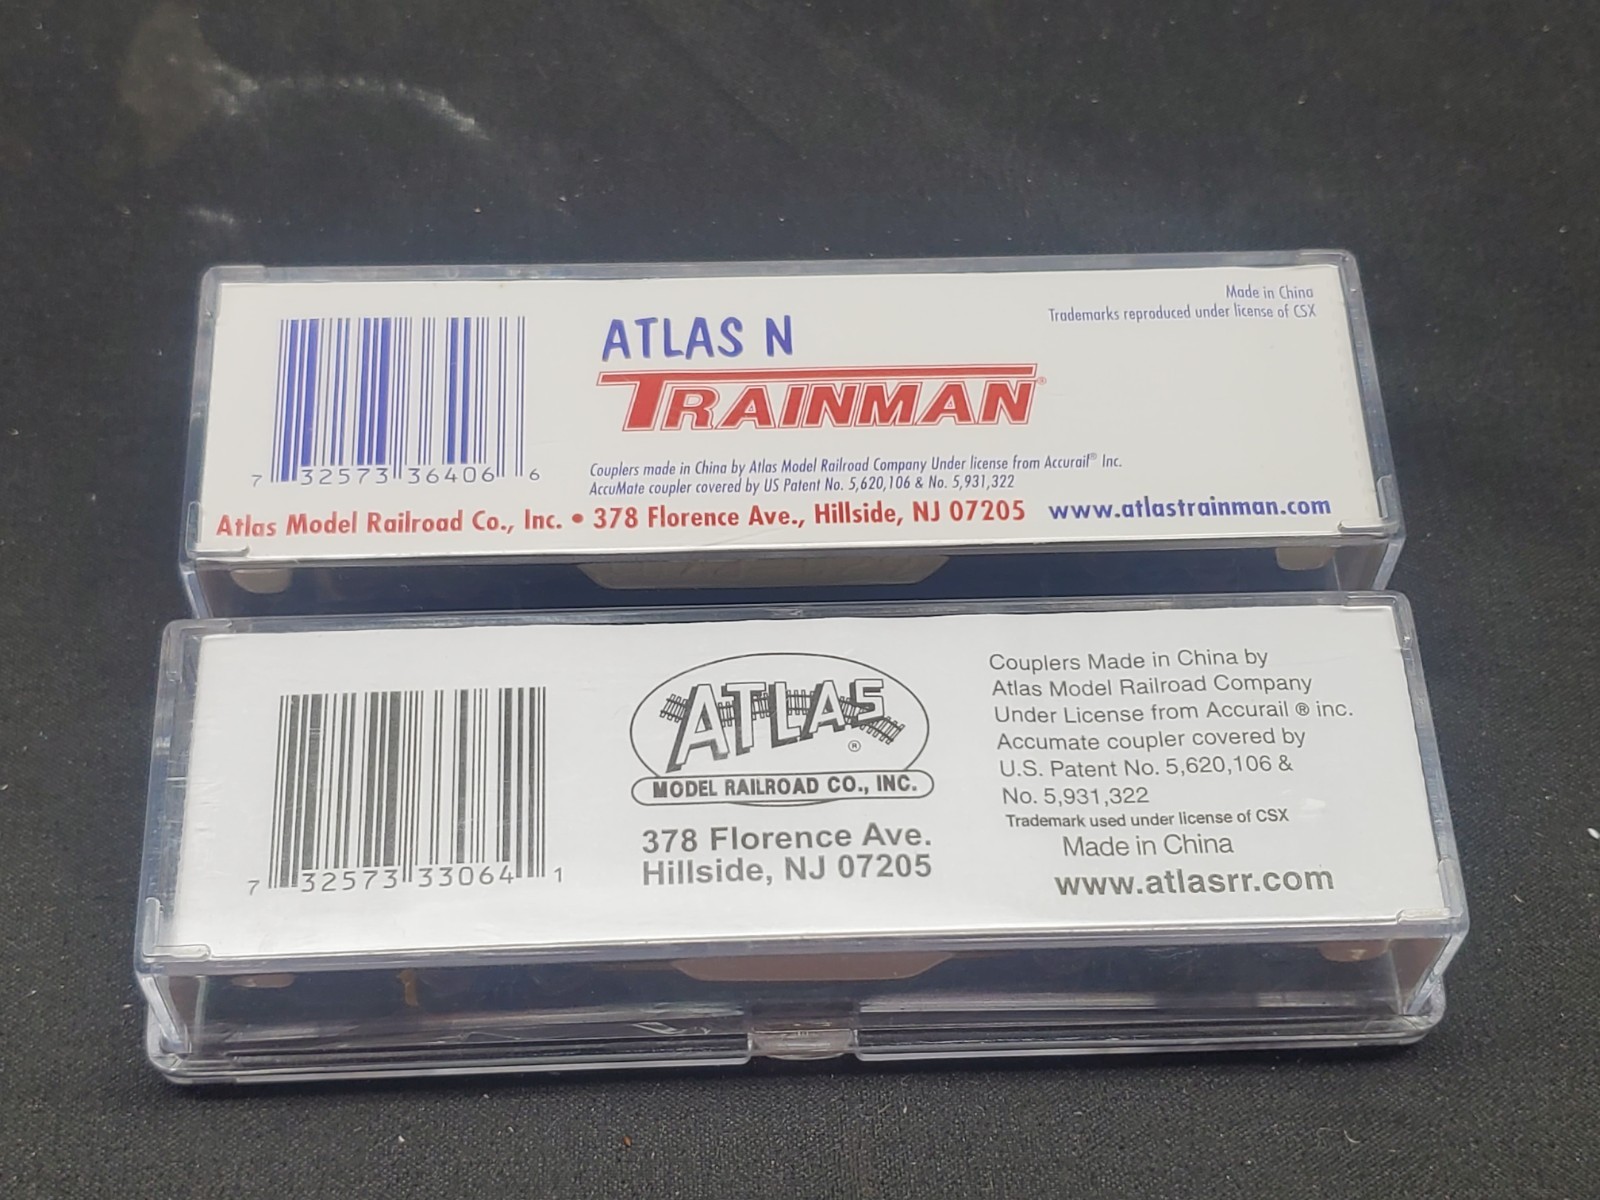 Made in China
Trademarks reproduced under license of CSX
ATLAS N
TRAINMAN®
7 32573 36406 6
Couplers made in China by Atlas Model Railroad Company Under license from Accurail® Inc.
AccuMate coupler covered by US Patent No. 5,620,106 & No. 5,931,322
Atlas Model Railroad Co., Inc. • 378 Florence Ave., Hillside, NJ 07205 www.atlastrainman.com
7 32573 33064 1
ATLAS
®
MODEL RAILROAD CO., INC.
378 Florence Ave.
Hillside, NJ 07205
Couplers Made in China by
Atlas Model Railroad Company
Under License from Accurail ® inc.
Accumate coupler covered by
U.S. Patent No. 5,620,106 &
No. 5,931,322
Trademark used under license of CSX
Made in China
www.atlasrr.com